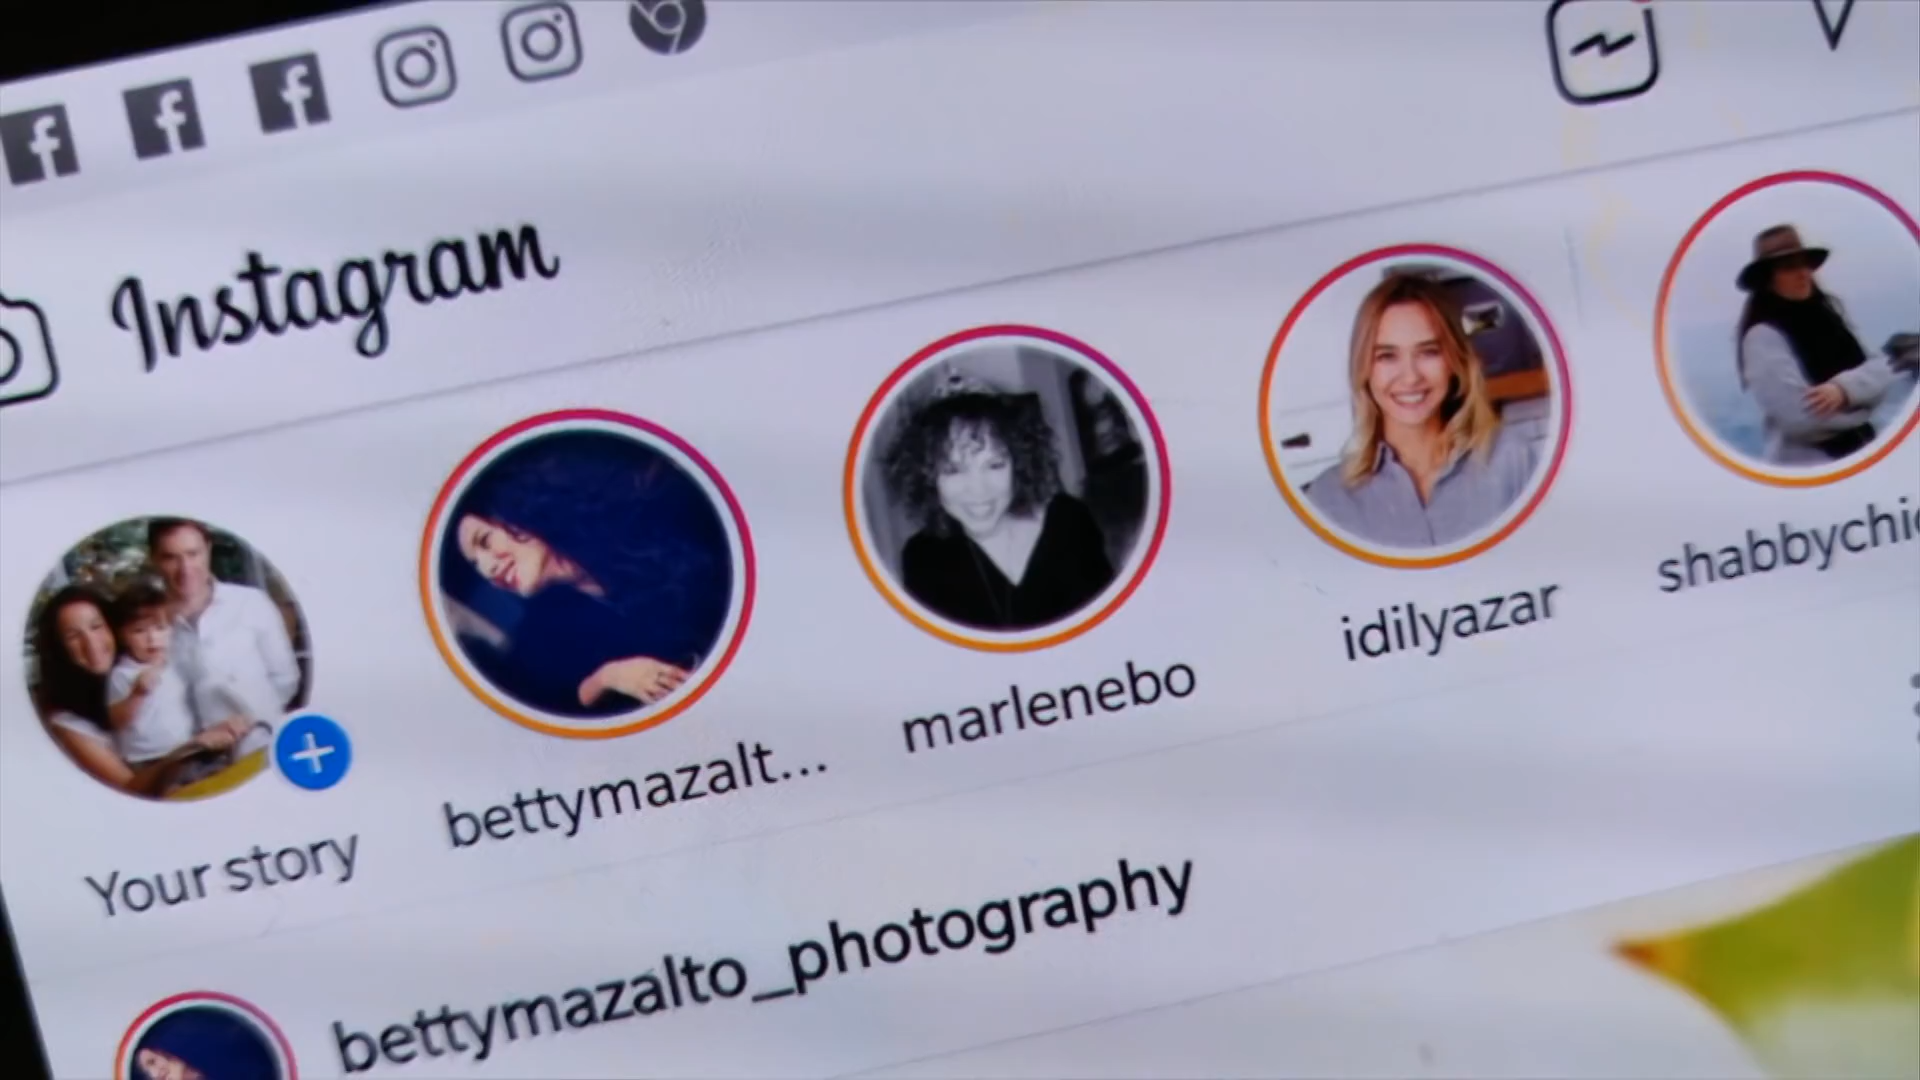 Instagram
Your story
bettymazalt...
marlenebo
idilyazar
shabbychi
bettymazalto_photography